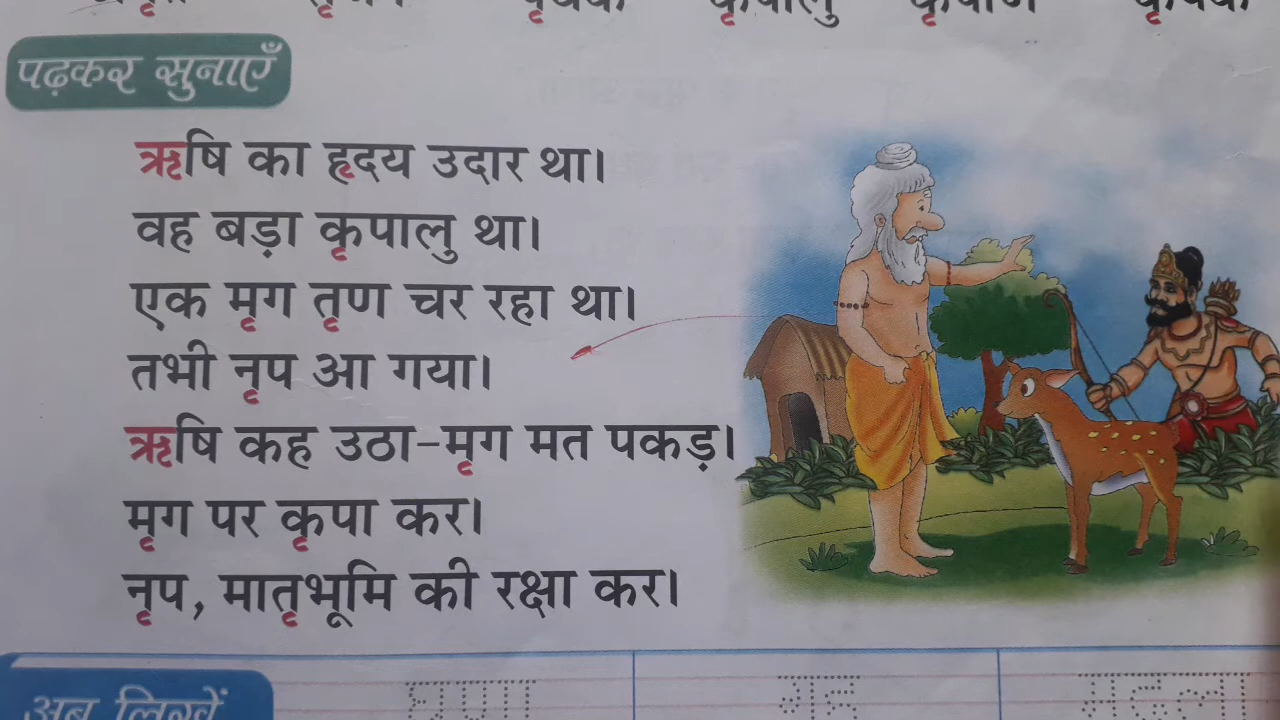 कृपालु
पढ़कर सुनाएँ
ऋषि का हृदय उदार था।
वह बड़ा कृपालु था।
एक मृग तृण चर रहा था।
तभी नृप आ गया।
ऋषि कह उठा-मृग मत पकड़।
मृग पर कृपा कर।
नृप, मातृभूमि की रक्षा कर।
अब लिखें